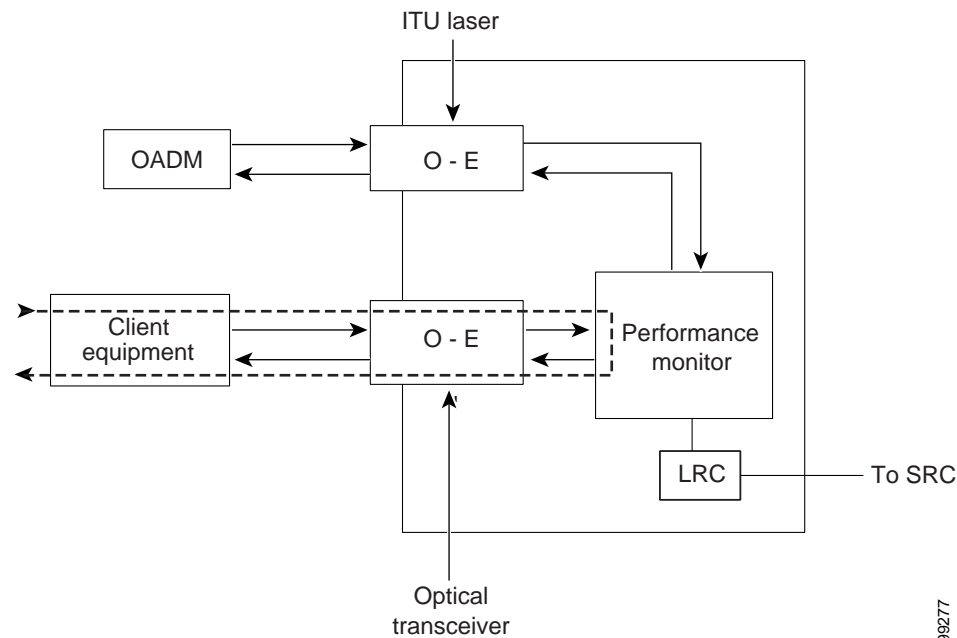 ITU laser
OADM
O - E
Client
equipment
O - E
Performance
monitor
LRC
To SRC
Optical
transceiver